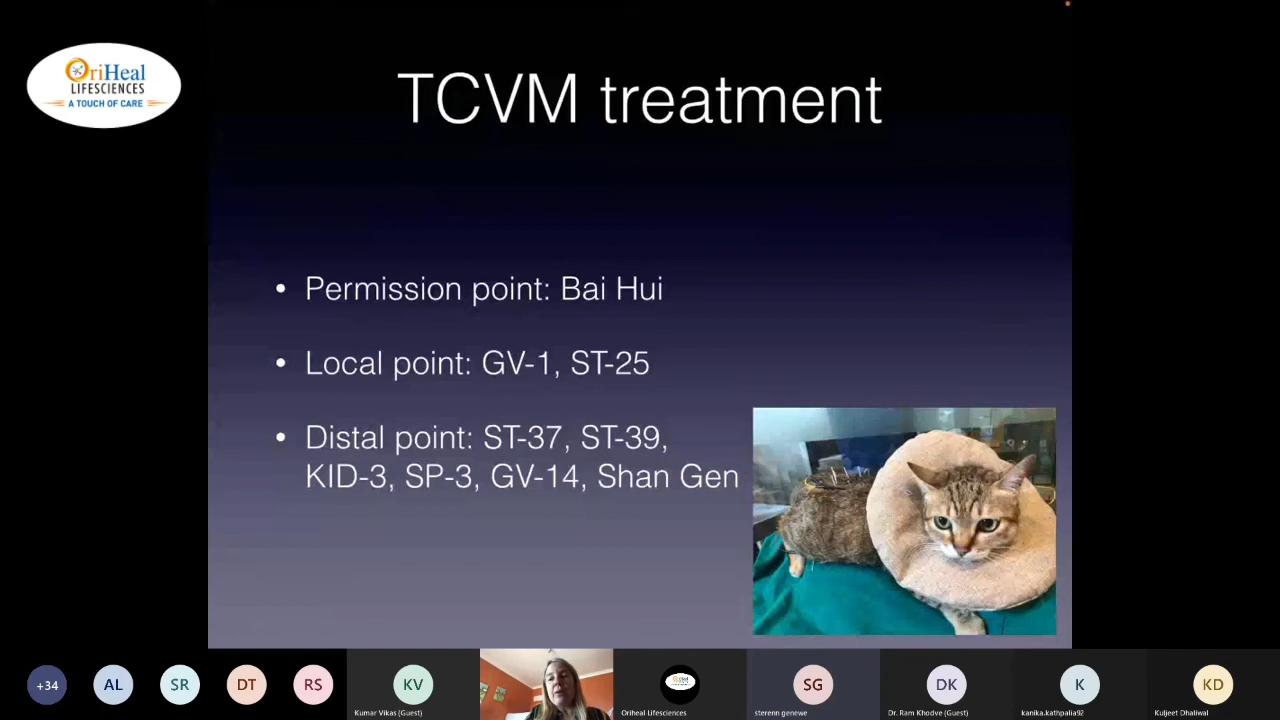 OriHeal
LIFESCIENCES
A TOUCH OF CARE
TCVM treatment
• Permission point: Bai Hui
• Local point: GV-1, ST-25
• Distal point: ST-37, ST-39,
KID-3, SP-3, GV-14, Shan Gen
+34
AL
SR
DT
RS
KV
Kumar Vikas (Guest)
Oriheal Lifesciences
SG
sterenn genewe
DK
Dr. Ram Khodve (Guest)
K
kanika.kathpalia92
KD
Kuljeet Dhaliwal